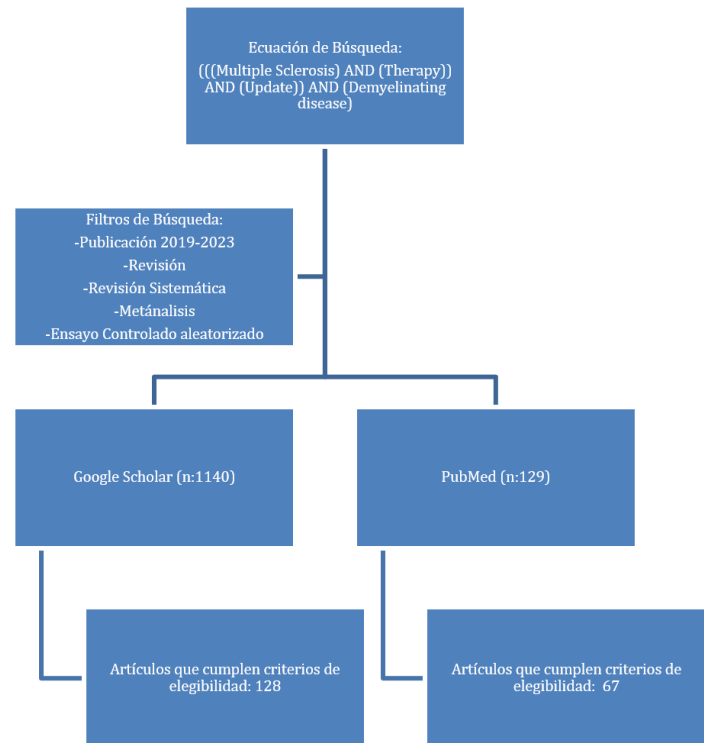 Ecuación de Búsqueda:
(((Multiple Sclerosis) AND (Therapy))
AND (Update)) AND (Demyelinating
disease)
Filtros de Búsqueda:
-Publicación 2019-2023
-Revisión
-Revisión Sistemática
-Metánalisis
-Ensayo Controlado aleatorizado
Google Scholar (n:1140)
PubMed (n:129)
Artículos que cumplen criterios de
elegibilidad: 128
Artículos que cumplen criterios de
elegibilidad:  67